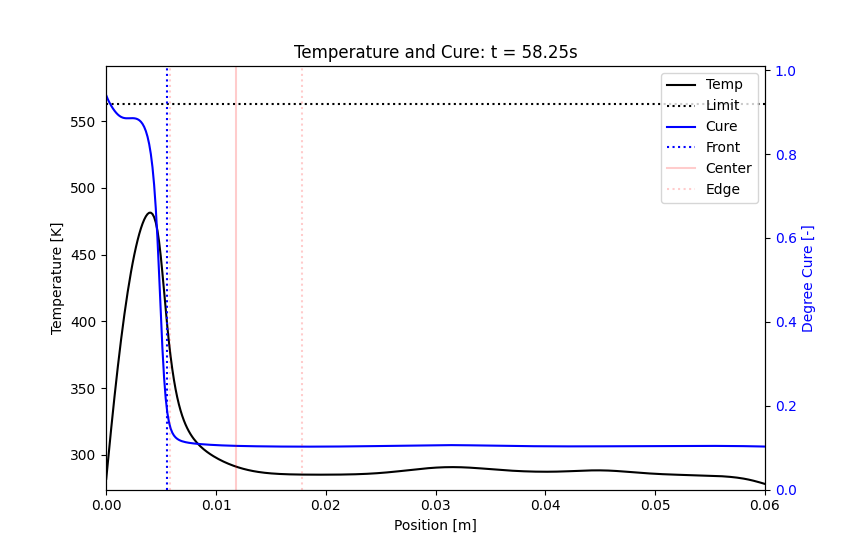 Temperature and Cure: t = 58.25s
Temp
Limit
Cure
Front
Center
Edge
Temperature [K]
550
500
450
400
350
300
Degree Cure [-]
1.0
0.8
0.6
0.4
0.2
0.0
0.00 0.01 0.02 0.03 0.04 0.05 0.06
Position [m]